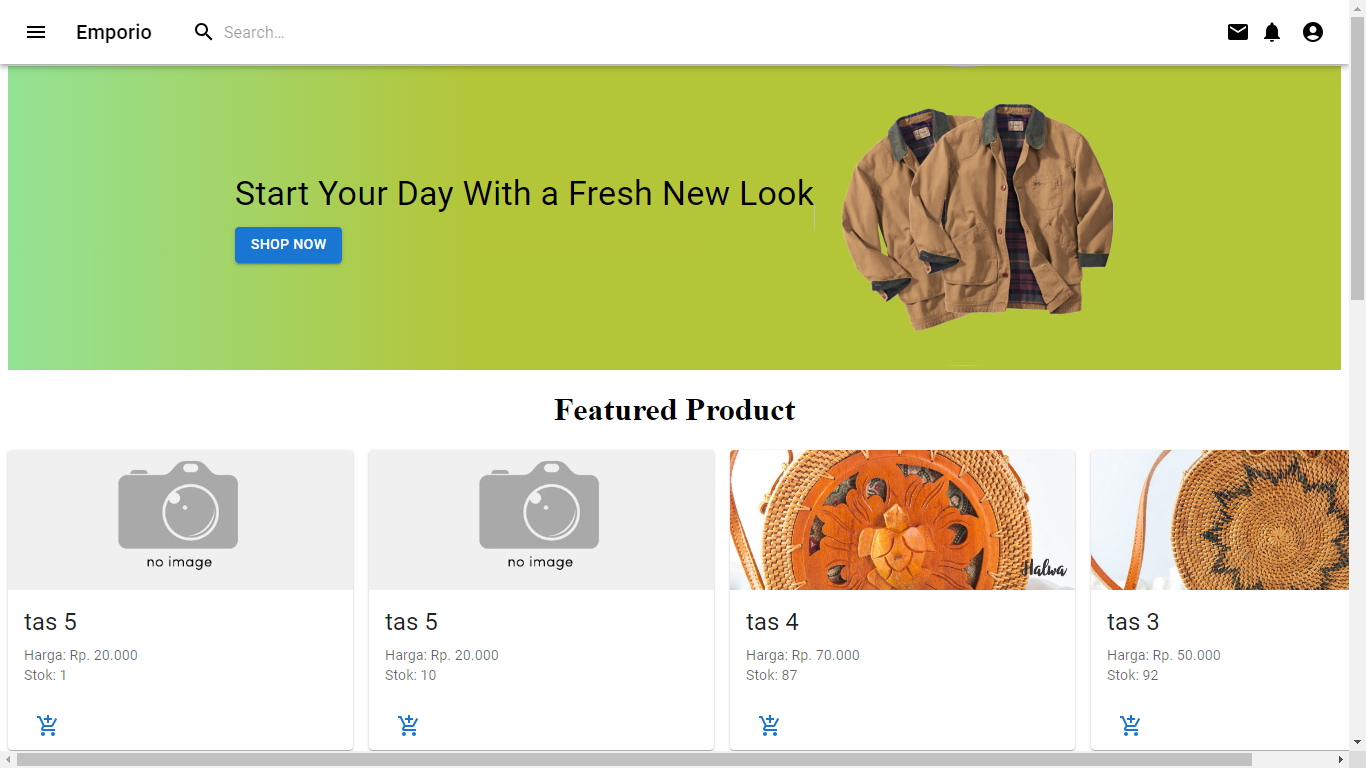 Emporio
Search…
Start Your Day With a Fresh New Look
SHOP NOW
Featured Product
no image
no image
Halwa
tas 5
Harga: Rp. 20.000
Stok: 1
tas 5
Harga: Rp. 20.000
Stok: 10
tas 4
Harga: Rp. 70.000
Stok: 87
tas 3
Harga: Rp. 50.000
Stok: 92